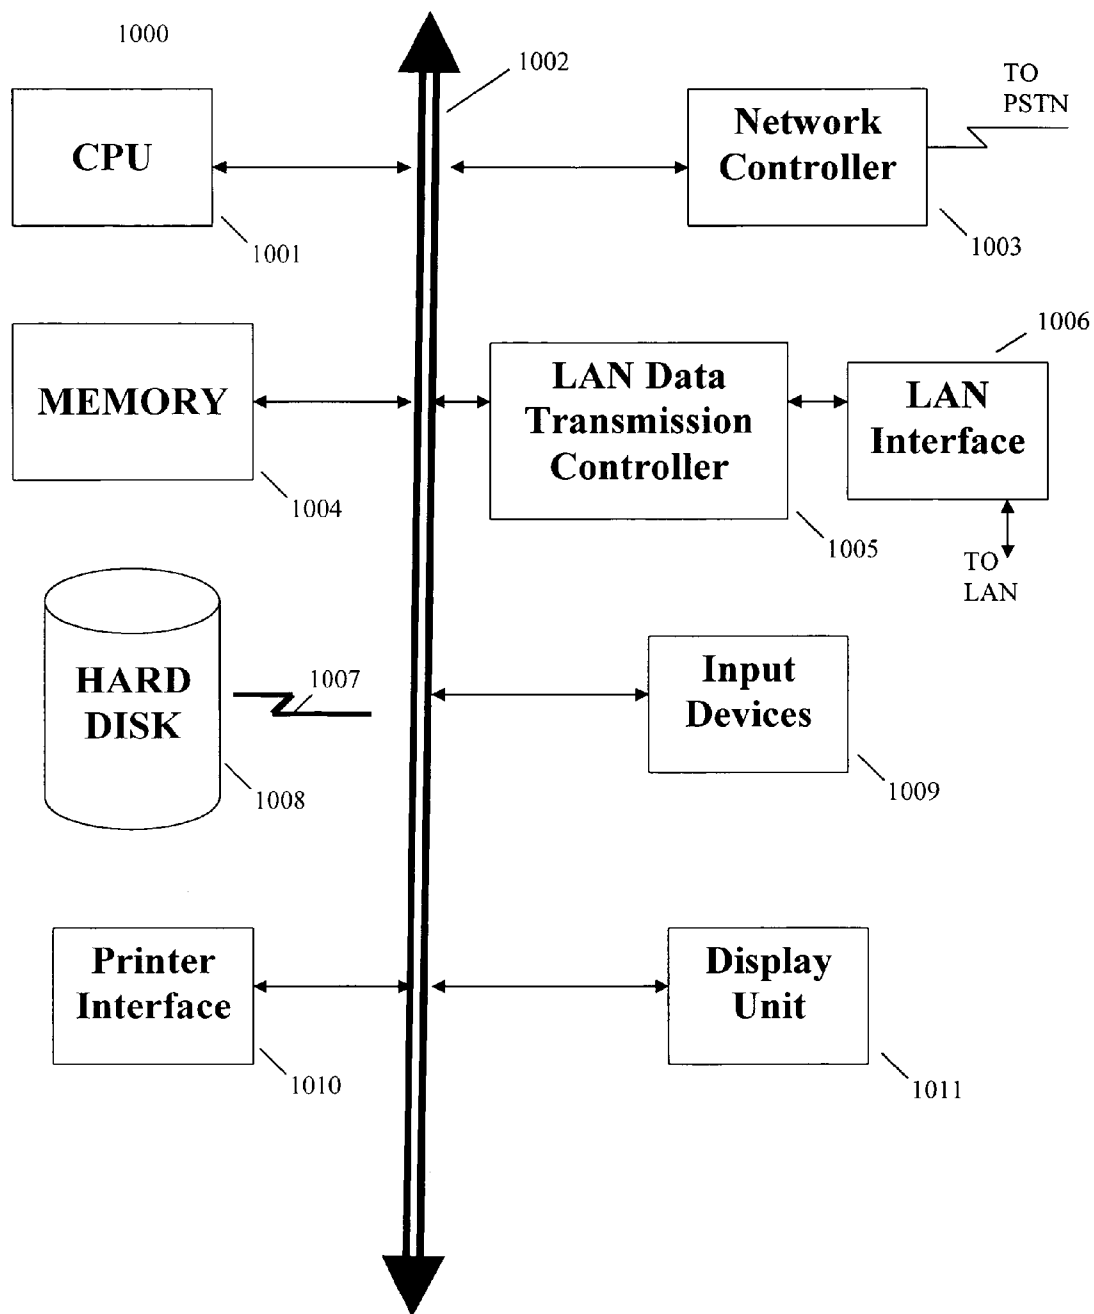 1000
1002
TO
PSTN
CPU
1001
Network
Controller
1003
1006
MEMORY
1004
LAN Data
Transmission
Controller
1005
LAN
Interface
TO
LAN
HARD
DISK
1007
1008
Input
Devices
1009
Printer
Interface
1010
Display
Unit
1011